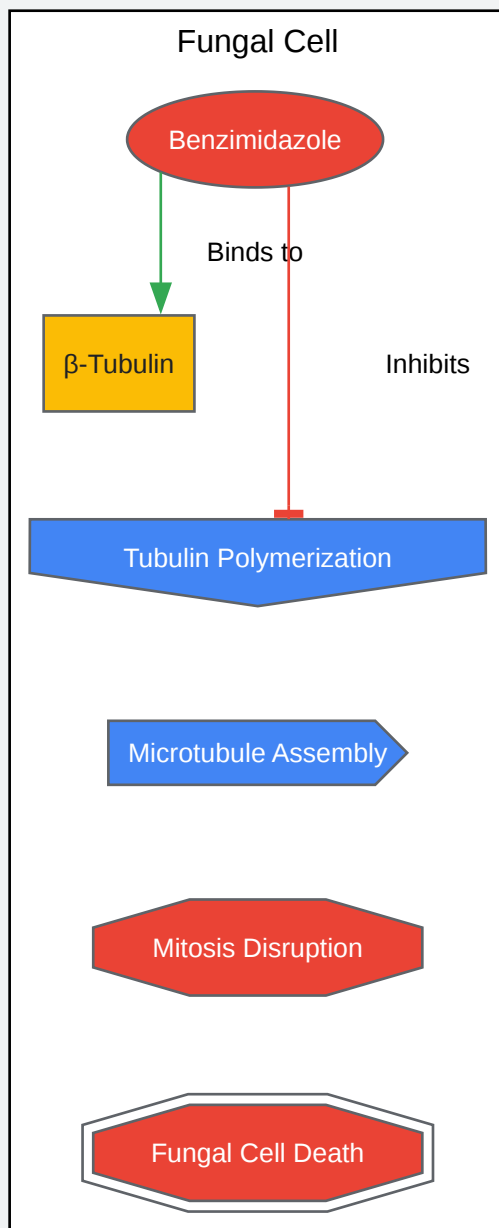 Fungal Cell
Benzimidazole
Binds to
β-Tubulin
Inhibits
Tubulin Polymerization
Microtubule Assembly
Mitosis Disruption
Fungal Cell Death